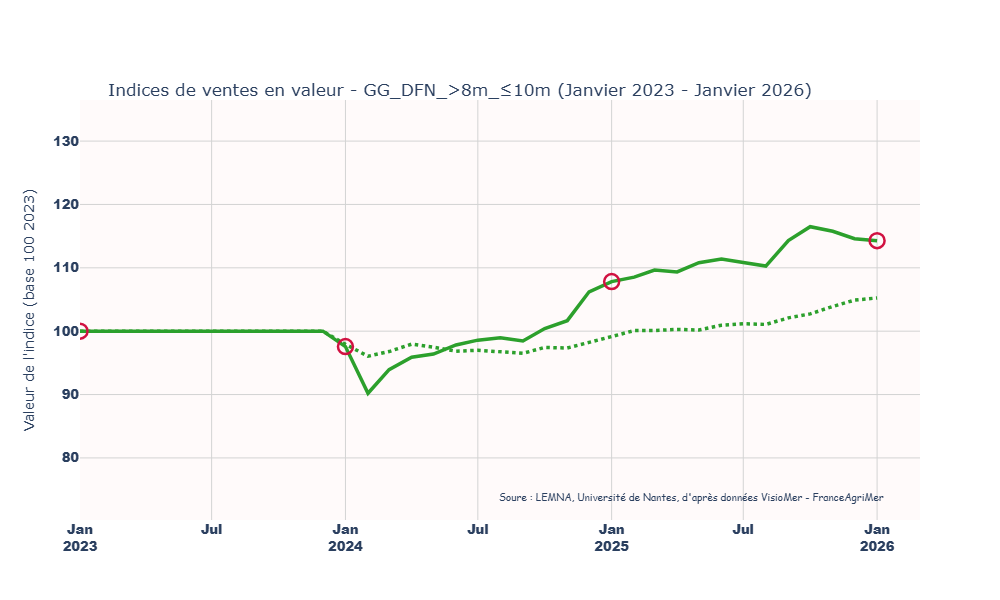 Indices de ventes en valeur - GG_DFN_>8m_≤10m (Janvier 2023 - Janvier 2026)
Valeur de l'Indice (base 100 2023)
130
120
110
100
90
80
Soure : LEMNA, Université de Nantes, d'après données VisioMer - FranceAgriMer
Jan
2023
Jul
Jan
2024
Jul
Jan
2025
Jul
Jan
2026